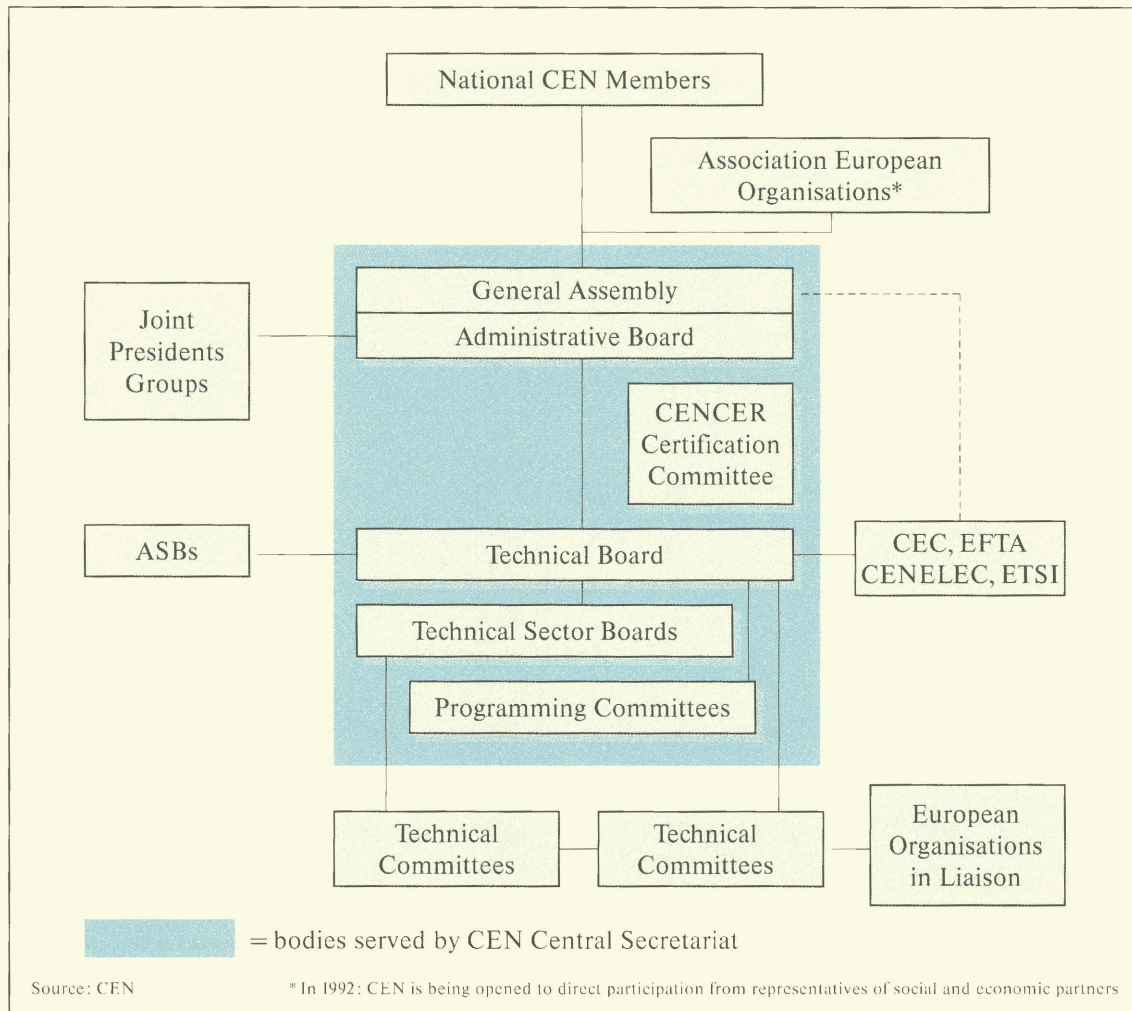 National CEN Members
Association European
Organisations*
General Assembly
Administrative Board
Joint
Presidents
Groups
CENCER
Certification
Committee
ASBs
Technical Board
CEC, EFTA
CENELEC, ETSI
Technical Sector Boards
Programming Committees
Technical
Committees
Technical
Committees
European
Organisations
in Liaison
= bodies served by CEN Central Secretariat
Source: CEN
* In 1992: CEN is being opened to direct participation from representatives of social and economic partners